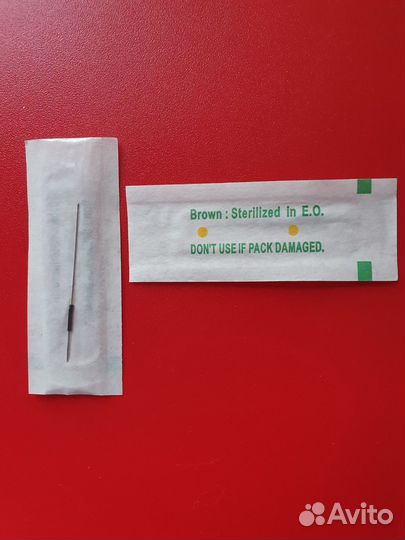 Brown : Sterilized in E.O.
DON'T USE IF PACK DAMAGED.
Avito